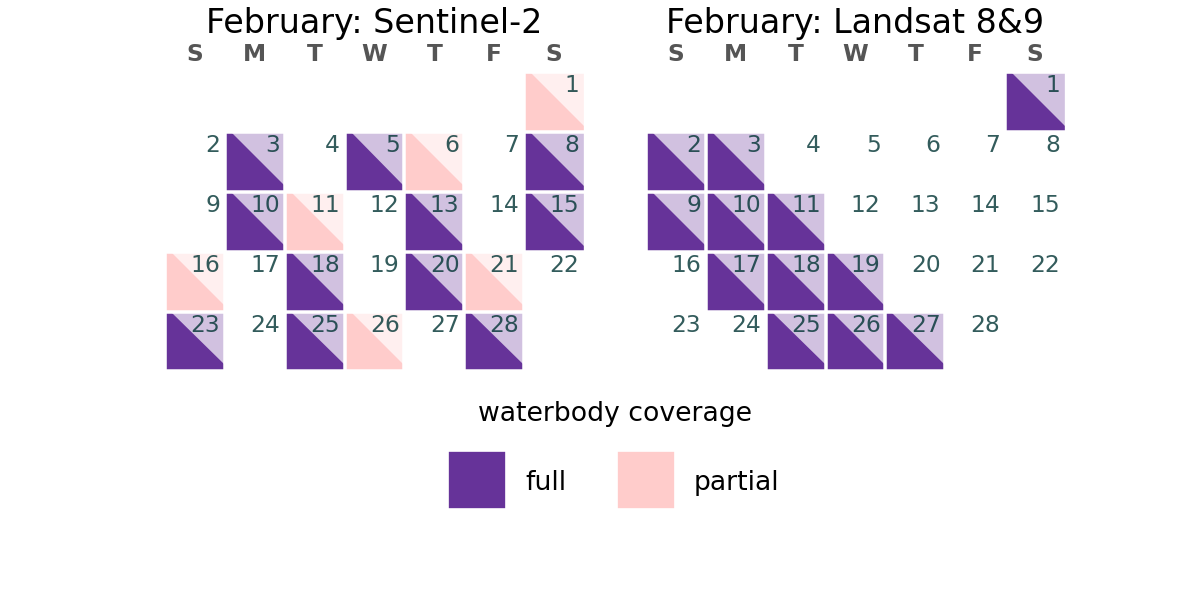 February: Sentinel-2
S M T W T F S
1
2 3 4 5 6 7 8
9 10 11 12 13 14 15
16 17 18 19 20 21 22
23 24 25 26 27 28
February: Landsat 8&9
S M T W T F S
1
2 3 4 5 6 7 8
9 10 11 12 13 14 15
16 17 18 19 20 21 22
23 24 25 26 27 28
waterbody coverage
full partial